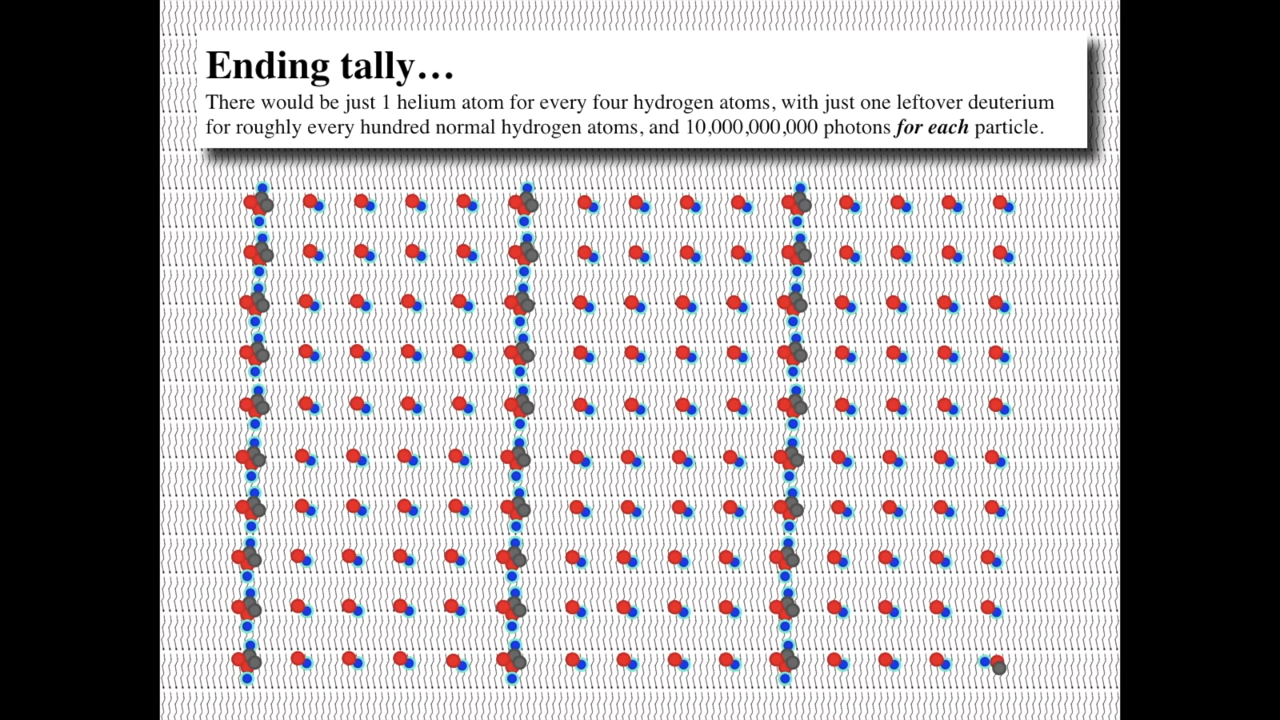 Ending tally…
There would be just 1 helium atom for every four hydrogen atoms, with just one leftover deuterium
for roughly every hundred normal hydrogen atoms, and 10,000,000,000 photons for each particle.